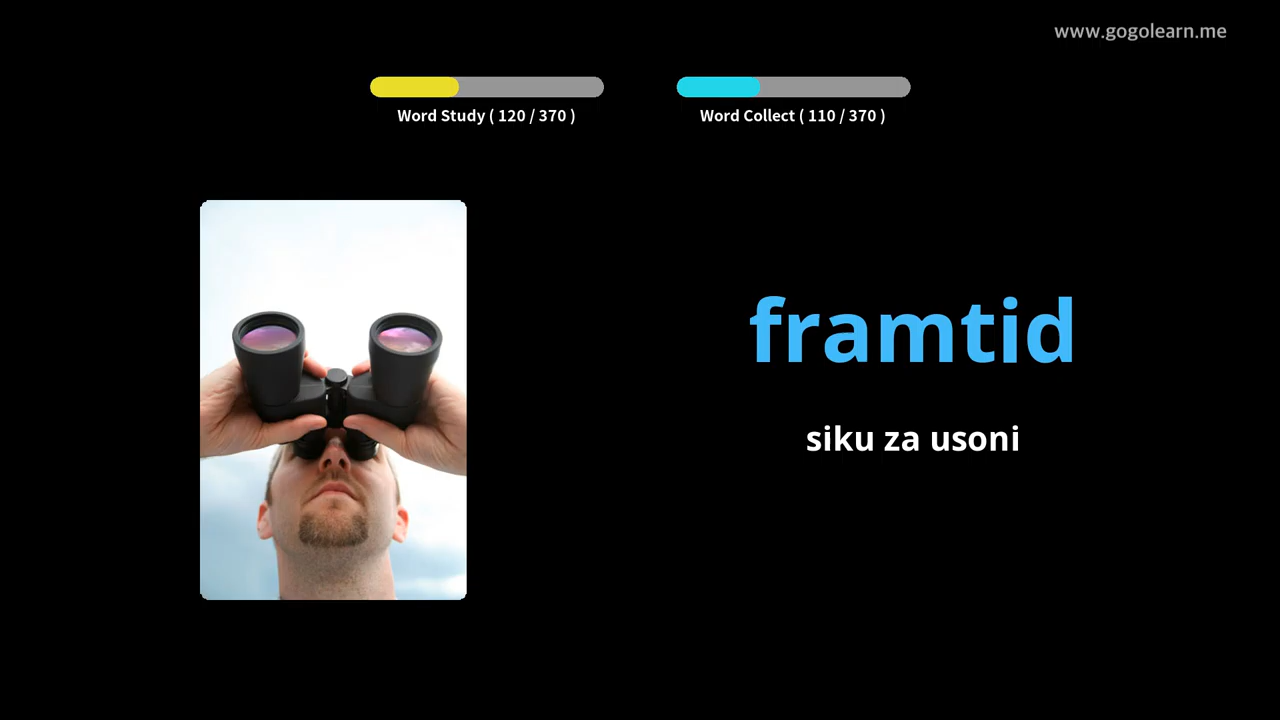 www.gogolearn.me
Word Study ( 120 / 370 )
Word Collect ( 110 / 370 )
framtid
siku za usoni